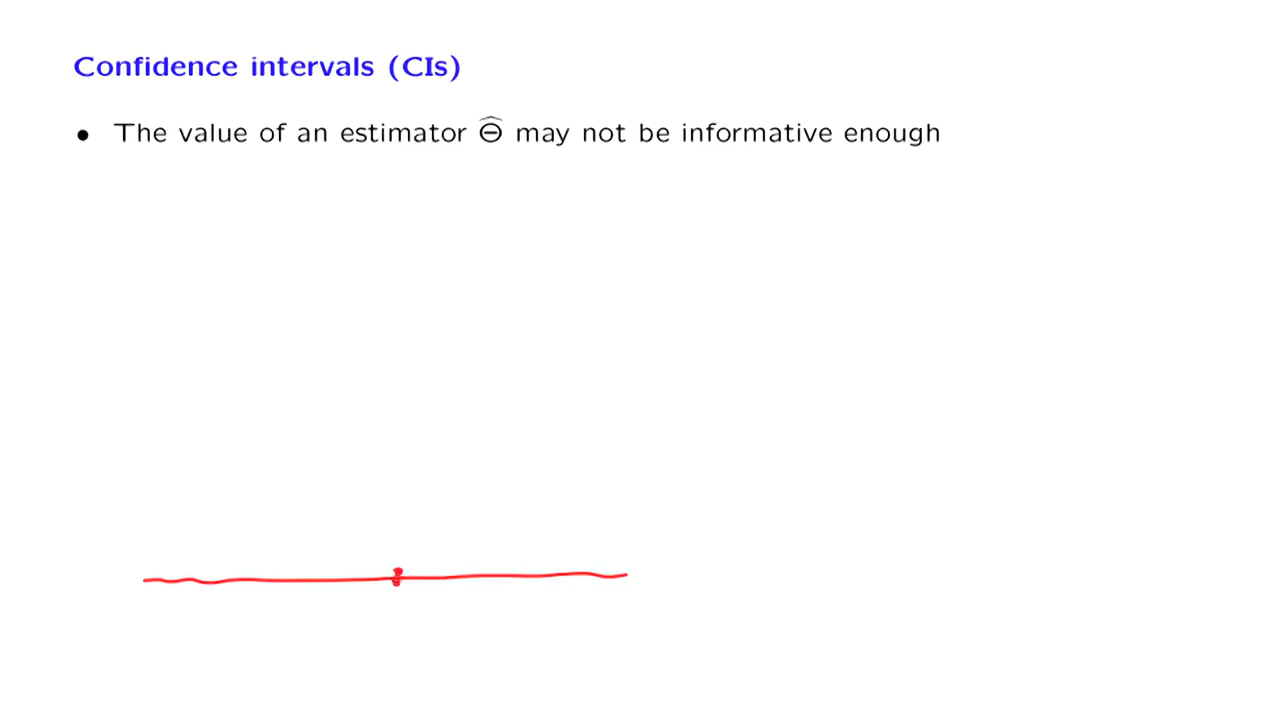 Confidence intervals (CIs)
• The value of an estimator Θ̂ may not be informative enough